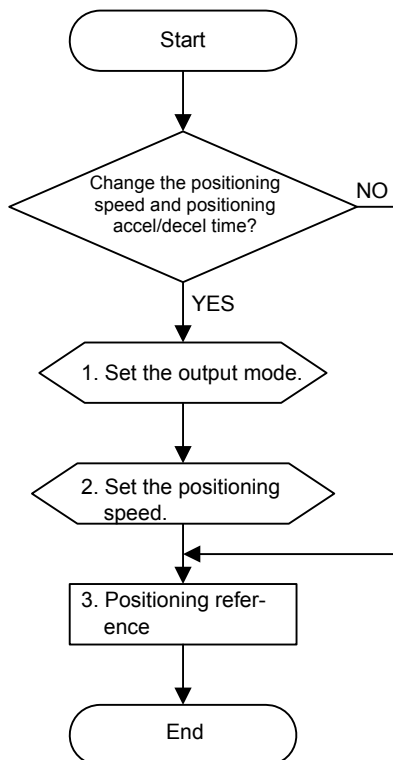 Start
Change the positioning
speed and positioning
accel/decel time?
NO
YES
1. Set the output mode.
2. Set the positioning
speed.
3. Positioning refer-
ence
End